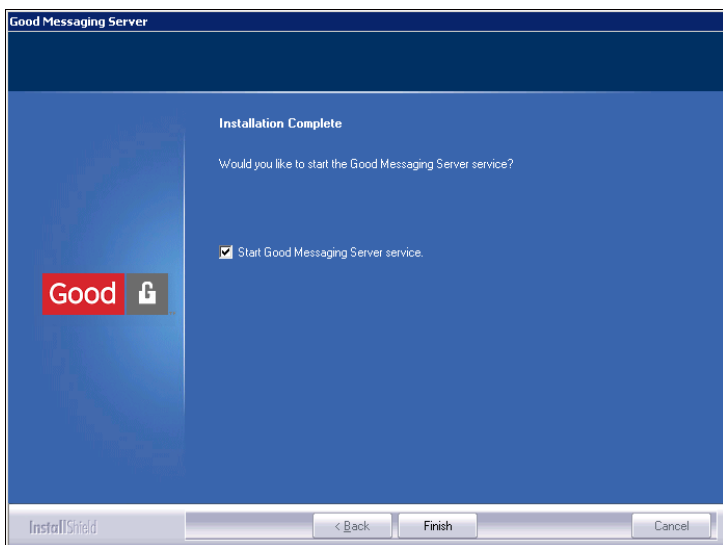 Good Messaging Server
Installation Complete
Would you like to start the Good Messaging Server service?
Start Good Messaging Server service.
Good
InstallShield
< Back
Finish
Cancel